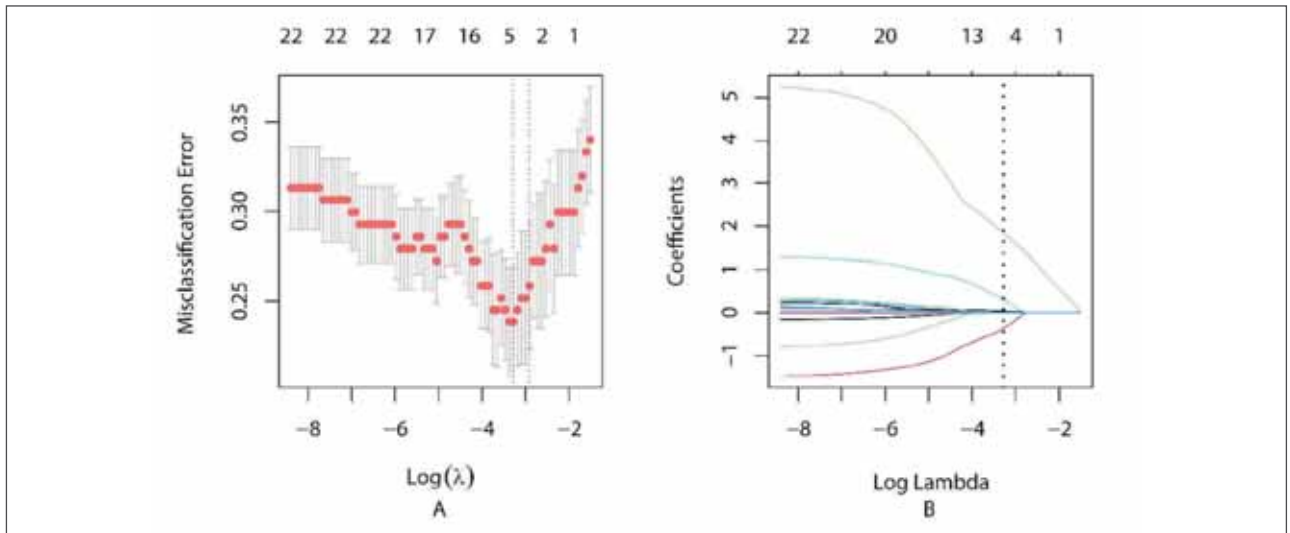 22 22 22 17 16 5 2 1
Misclassification Error
0.35
0.30
0.25
−8 −6 −4 −2
Log(λ)
A
22 20 13 4 1
Coefficients
5
4
3
2
1
0
−1
−8 −6 −4 −2
Log Lambda
B